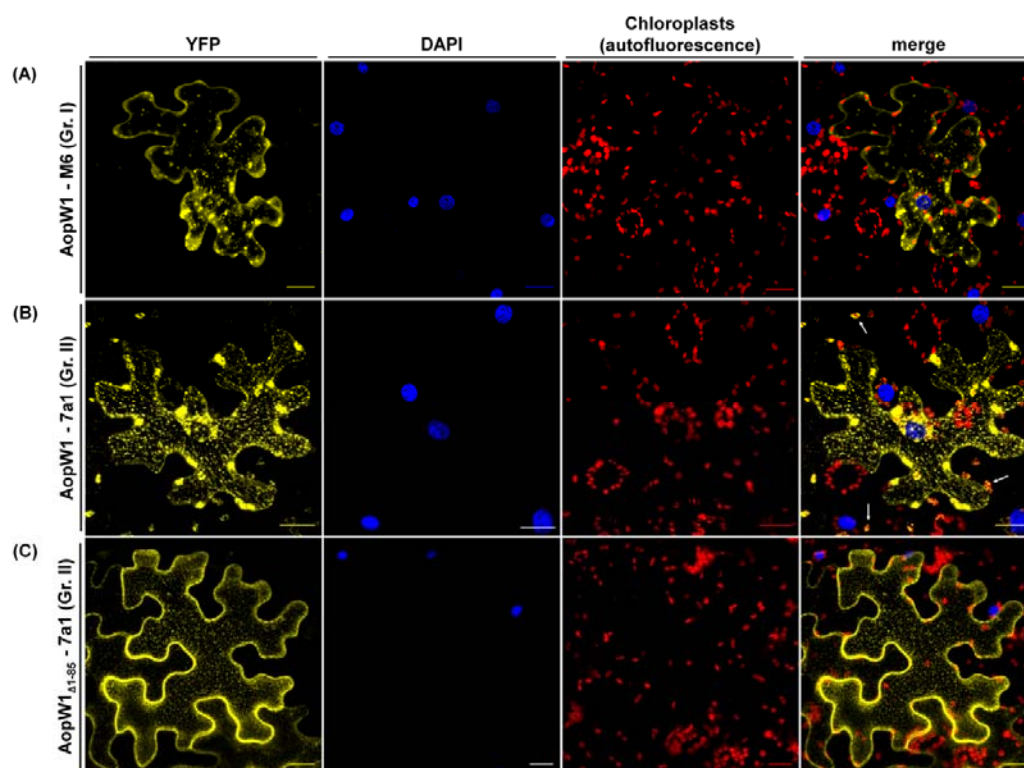 YFP
DAPI
Chloroplasts
(autofluorescence)
merge
(A)
AopW1 - M6 (Gr. I)
(B)
AopW1 - 7a1 (Gr. II)
(C)
AopW1Δ1-85 - 7a1 (Gr. II)